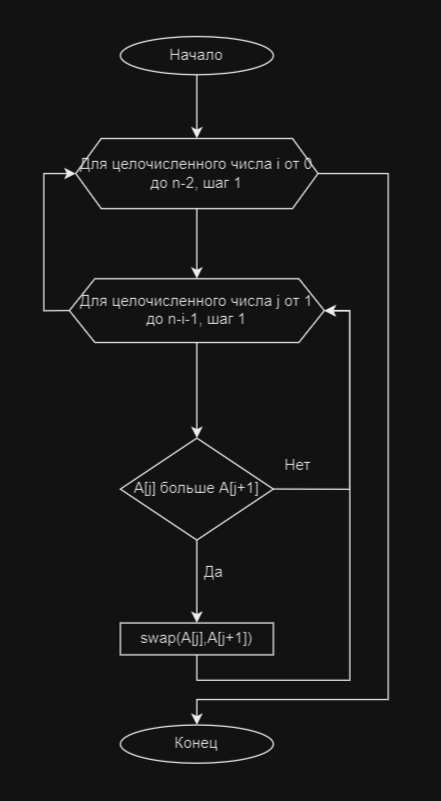 Начало
Для целочисленного числа i от 0
до n-2, шаг 1
Для целочисленного числа j от 1
до n-i-1, шаг 1
Нет
A[j] больше A[j+1]
Да
swap(A[j],A[j+1])
Конец